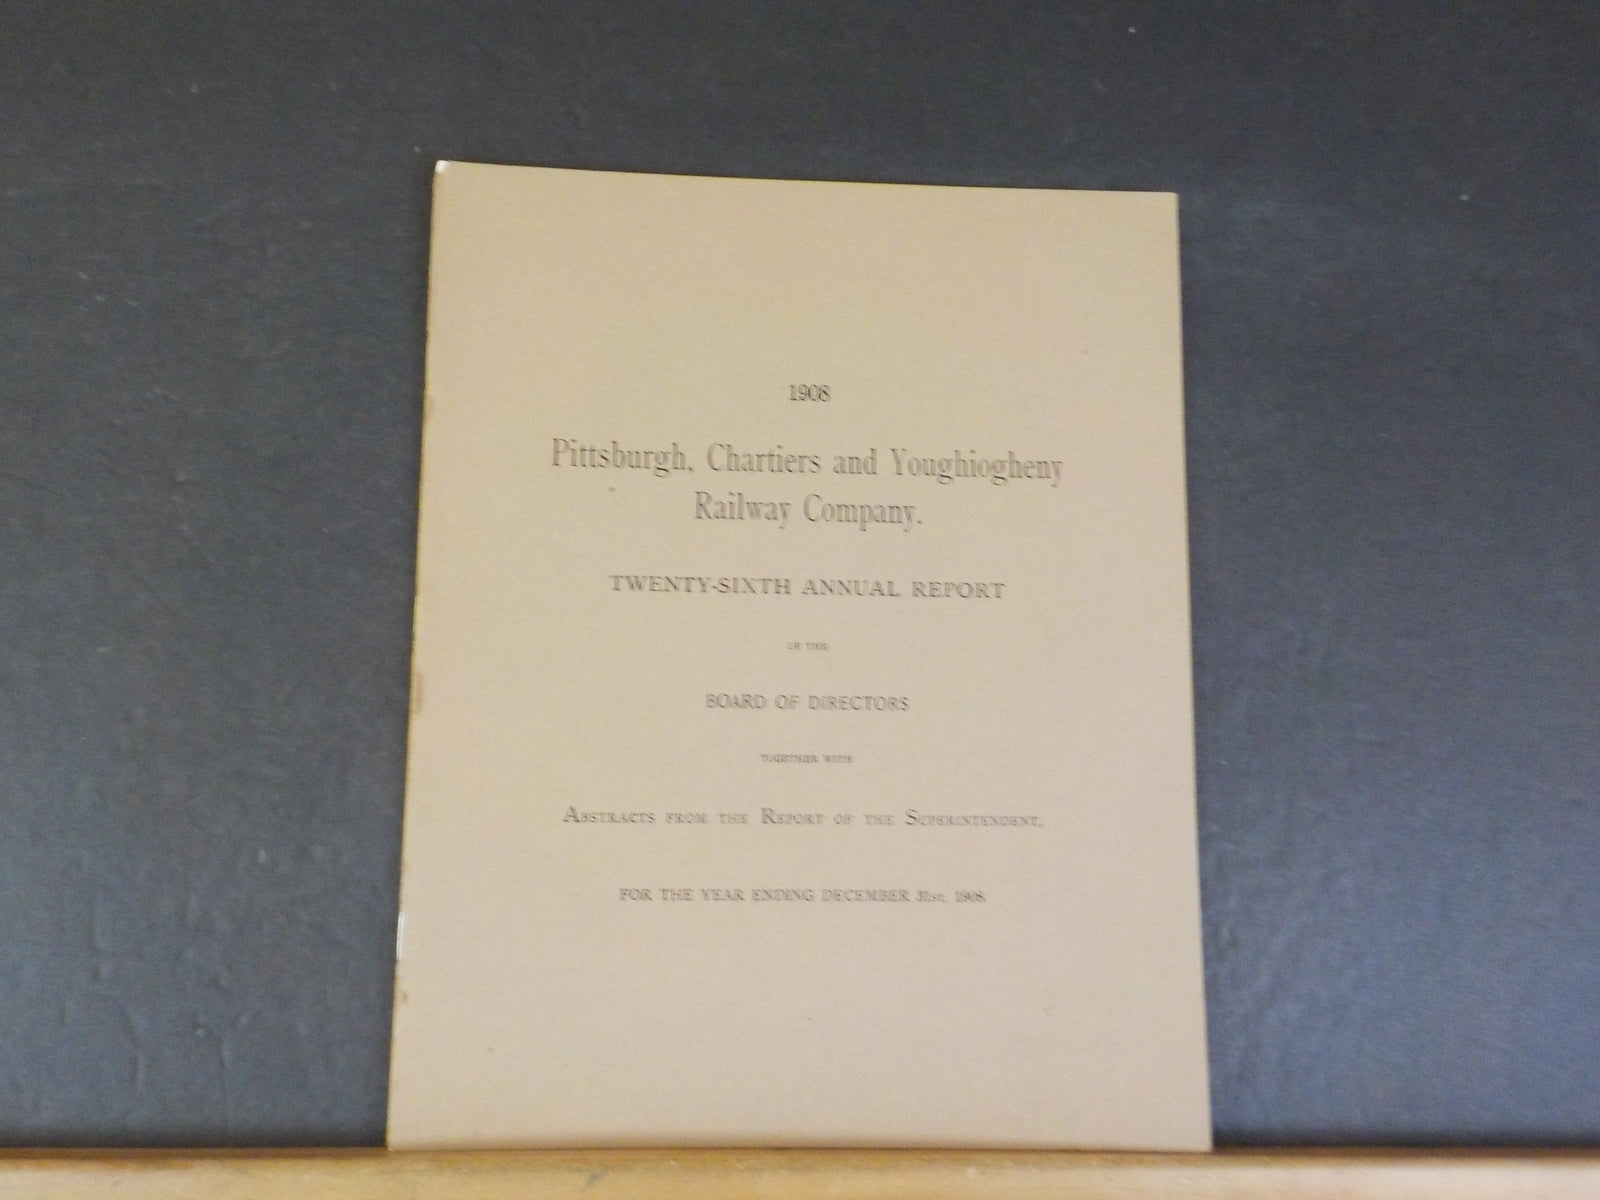 1908
Pittsburgh, Chartiers and Youghiogheny
Railway Company.
TWENTY-SIXTH ANNUAL REPORT
OF THE
BOARD OF DIRECTORS
TOGETHER WITH
ABSTRACTS FROM THE REPORT OF THE SUPERINTENDENT,
FOR THE YEAR ENDING DECEMBER 31ST, 1908